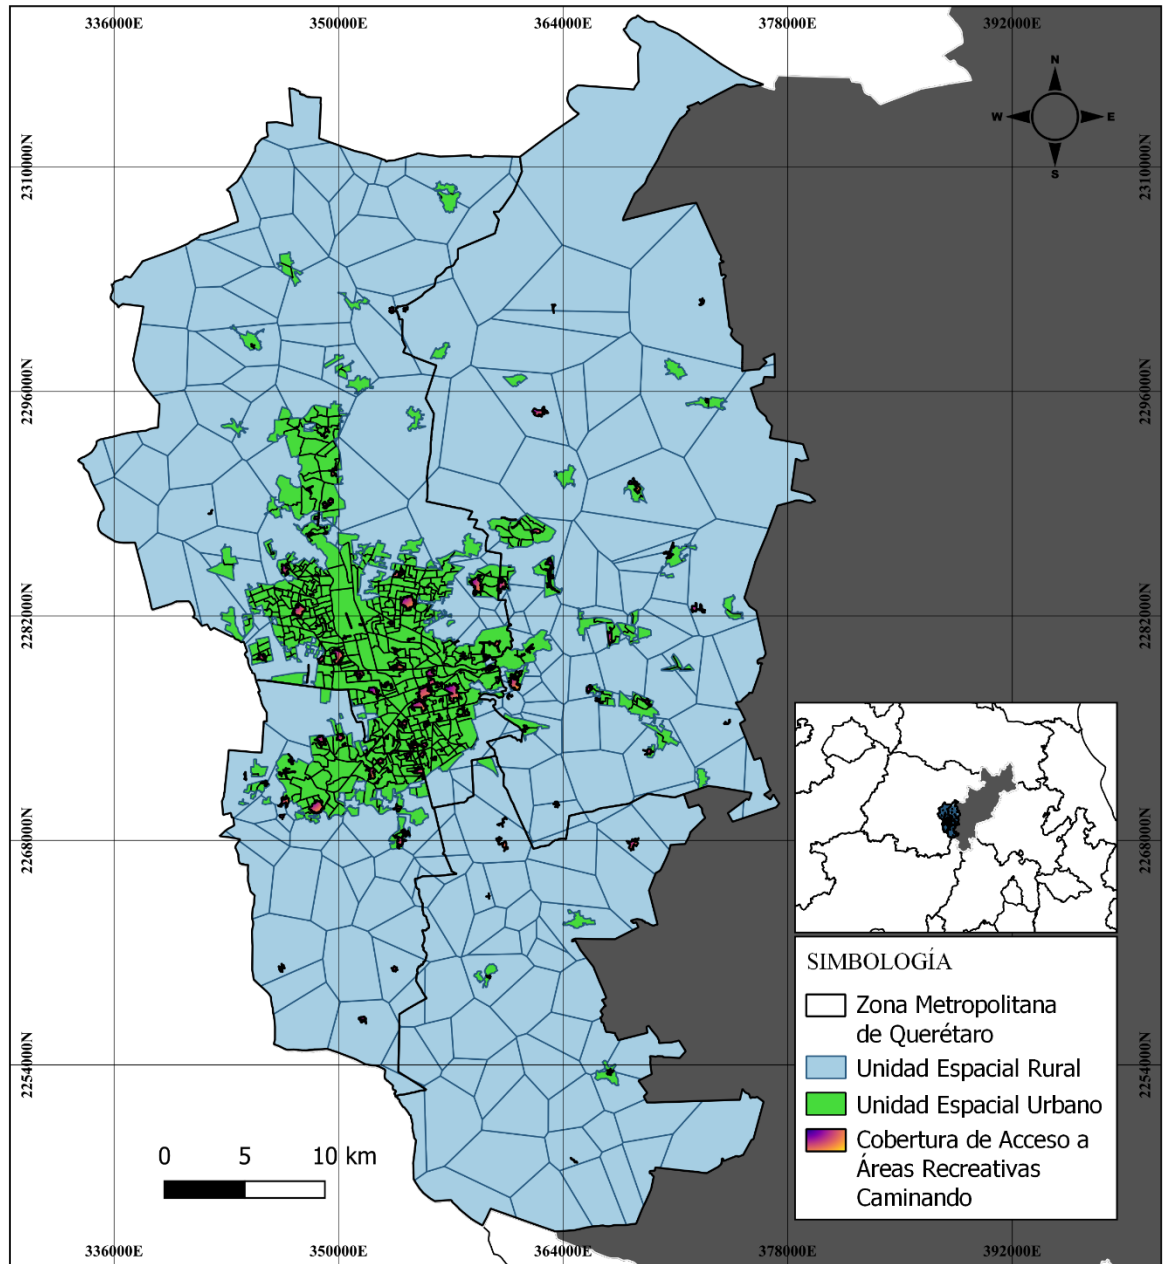 336000E 350000E 364000E 378000E 392000E
N
W E
S
2310000N 2310000N
2296000N 2296000N
2282000N 2282000N
2268000N 2268000N
2254000N 2254000N
SIMBOLOGÍA
Zona Metropolitana
de Querétaro
Unidad Espacial Rural
Unidad Espacial Urbano
Cobertura de Acceso a
Áreas Recreativas
Caminando
0 5 10 km
336000E 350000E 364000E 378000E 392000E